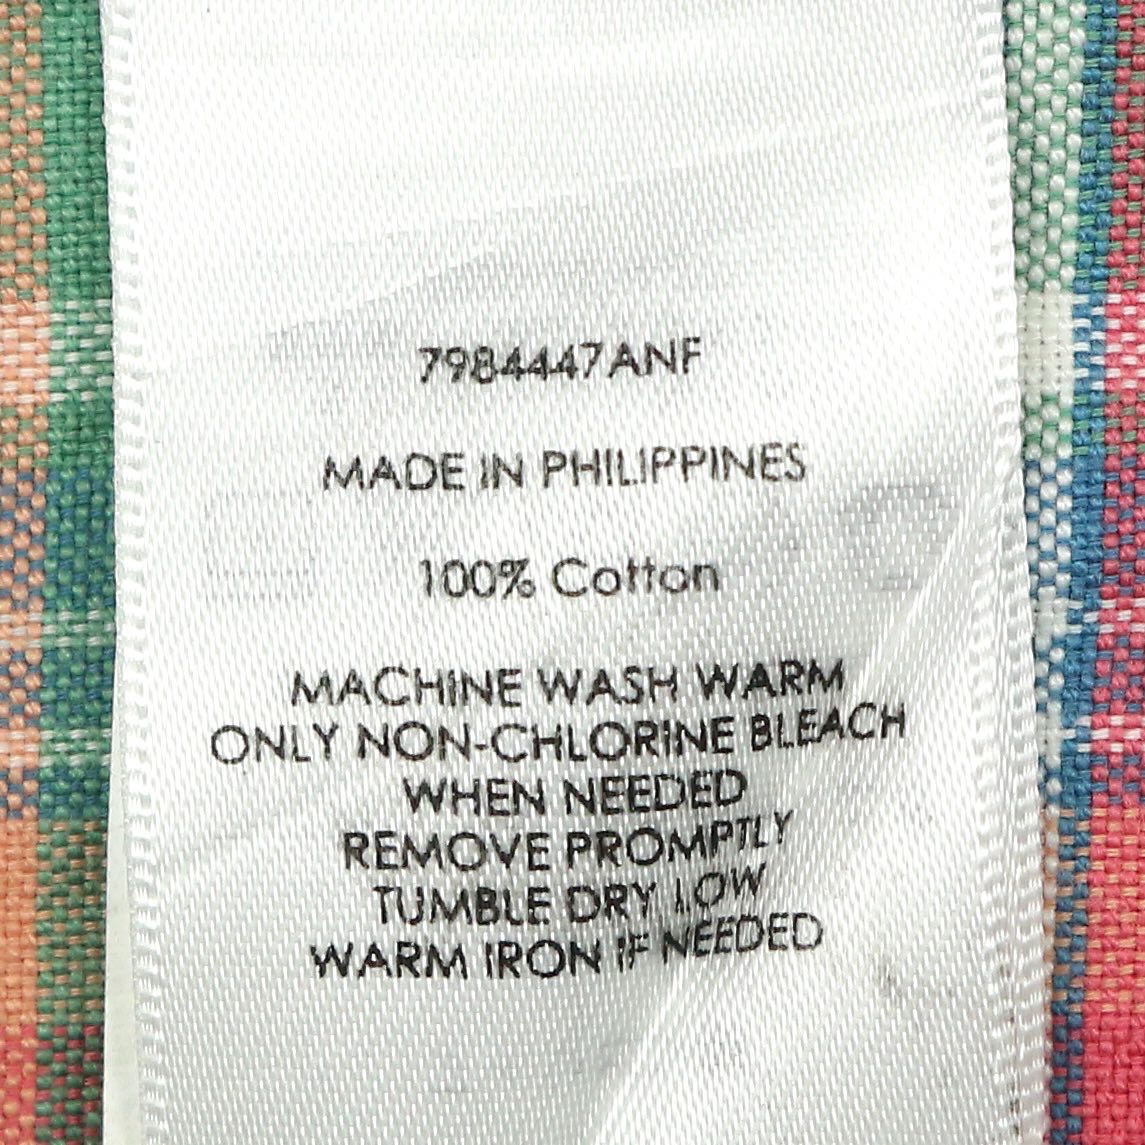 7984447ANF
MADE IN PHILIPPINES
100% Cotton
MACHINE WASH WARM
ONLY NON-CHLORINE BLEACH
WHEN NEEDED
REMOVE PROMPTLY
TUMBLE DRY LOW
WARM IRON IF NEEDED